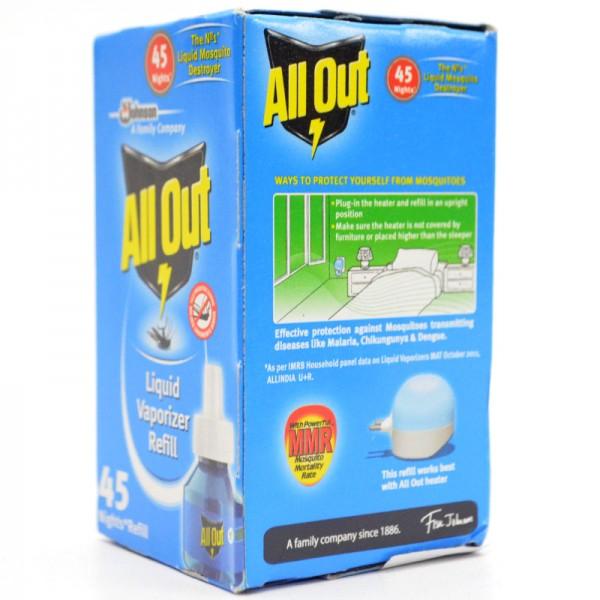 45
Nights*
The Nº1*
Liquid Mosquito
Destroyer
SC Johnson
A Family Company
All Out
Liquid
Vaporizer
Refill
45
Nights* Refill
All Out
All Out
®
45
Nights*
The Nº1*
Liquid Mosquito
Destroyer
WAYS TO PROTECT YOURSELF FROM MOSQUITOES
• Plug-in the heater and refill in an upright
position
• Make sure the heater is not covered by
furniture or placed higher than the sleeper
Effective protection against Mosquitoes transmitting
diseases like Malaria, Chikungunya & Dengue.
*As per IMRB Household panel data on Liquid Vaporizers MAT October 2011,
ALLINDIA U+R.
With Powerful
MMR
Mosquito
Mortality
Rate
This refill works best
with All Out heater
A family company since 1886.
Fisk Johnson